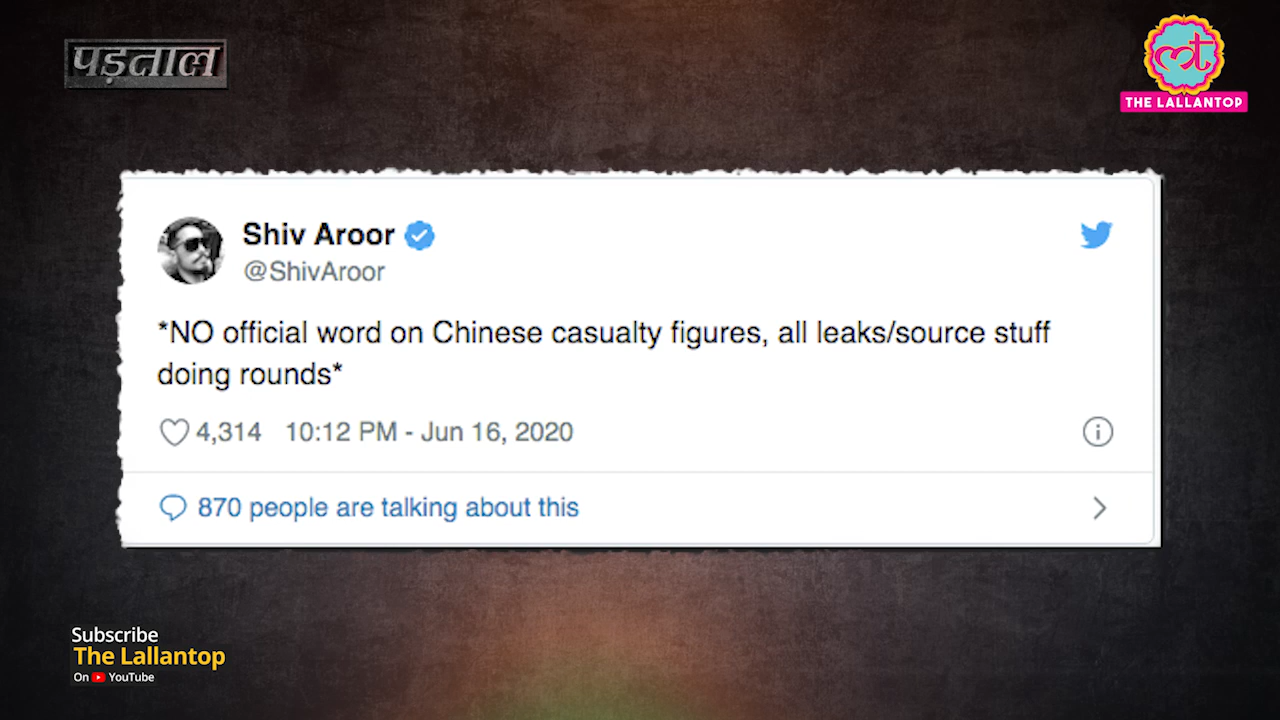 पड़ताल
THE LALLANTOP
Shiv Aroor
@ShivAroor
*NO official word on Chinese casualty figures, all leaks/source stuff
doing rounds*
4,314 10:12 PM - Jun 16, 2020
870 people are talking about this
Subscribe
The Lallantop
On YouTube